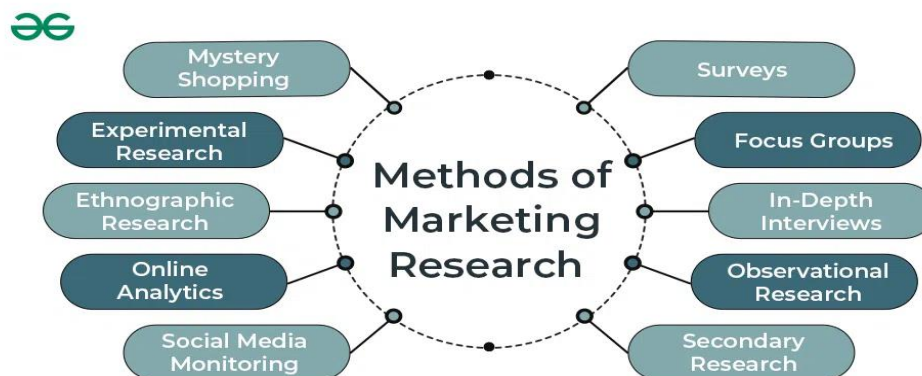 Mystery
Shopping
Surveys
Experimental
Research
Focus Groups
Methods of
Marketing
Research
Ethnographic
Research
In-Depth
Interviews
Online
Analytics
Observational
Research
Social Media
Monitoring
Secondary
Research